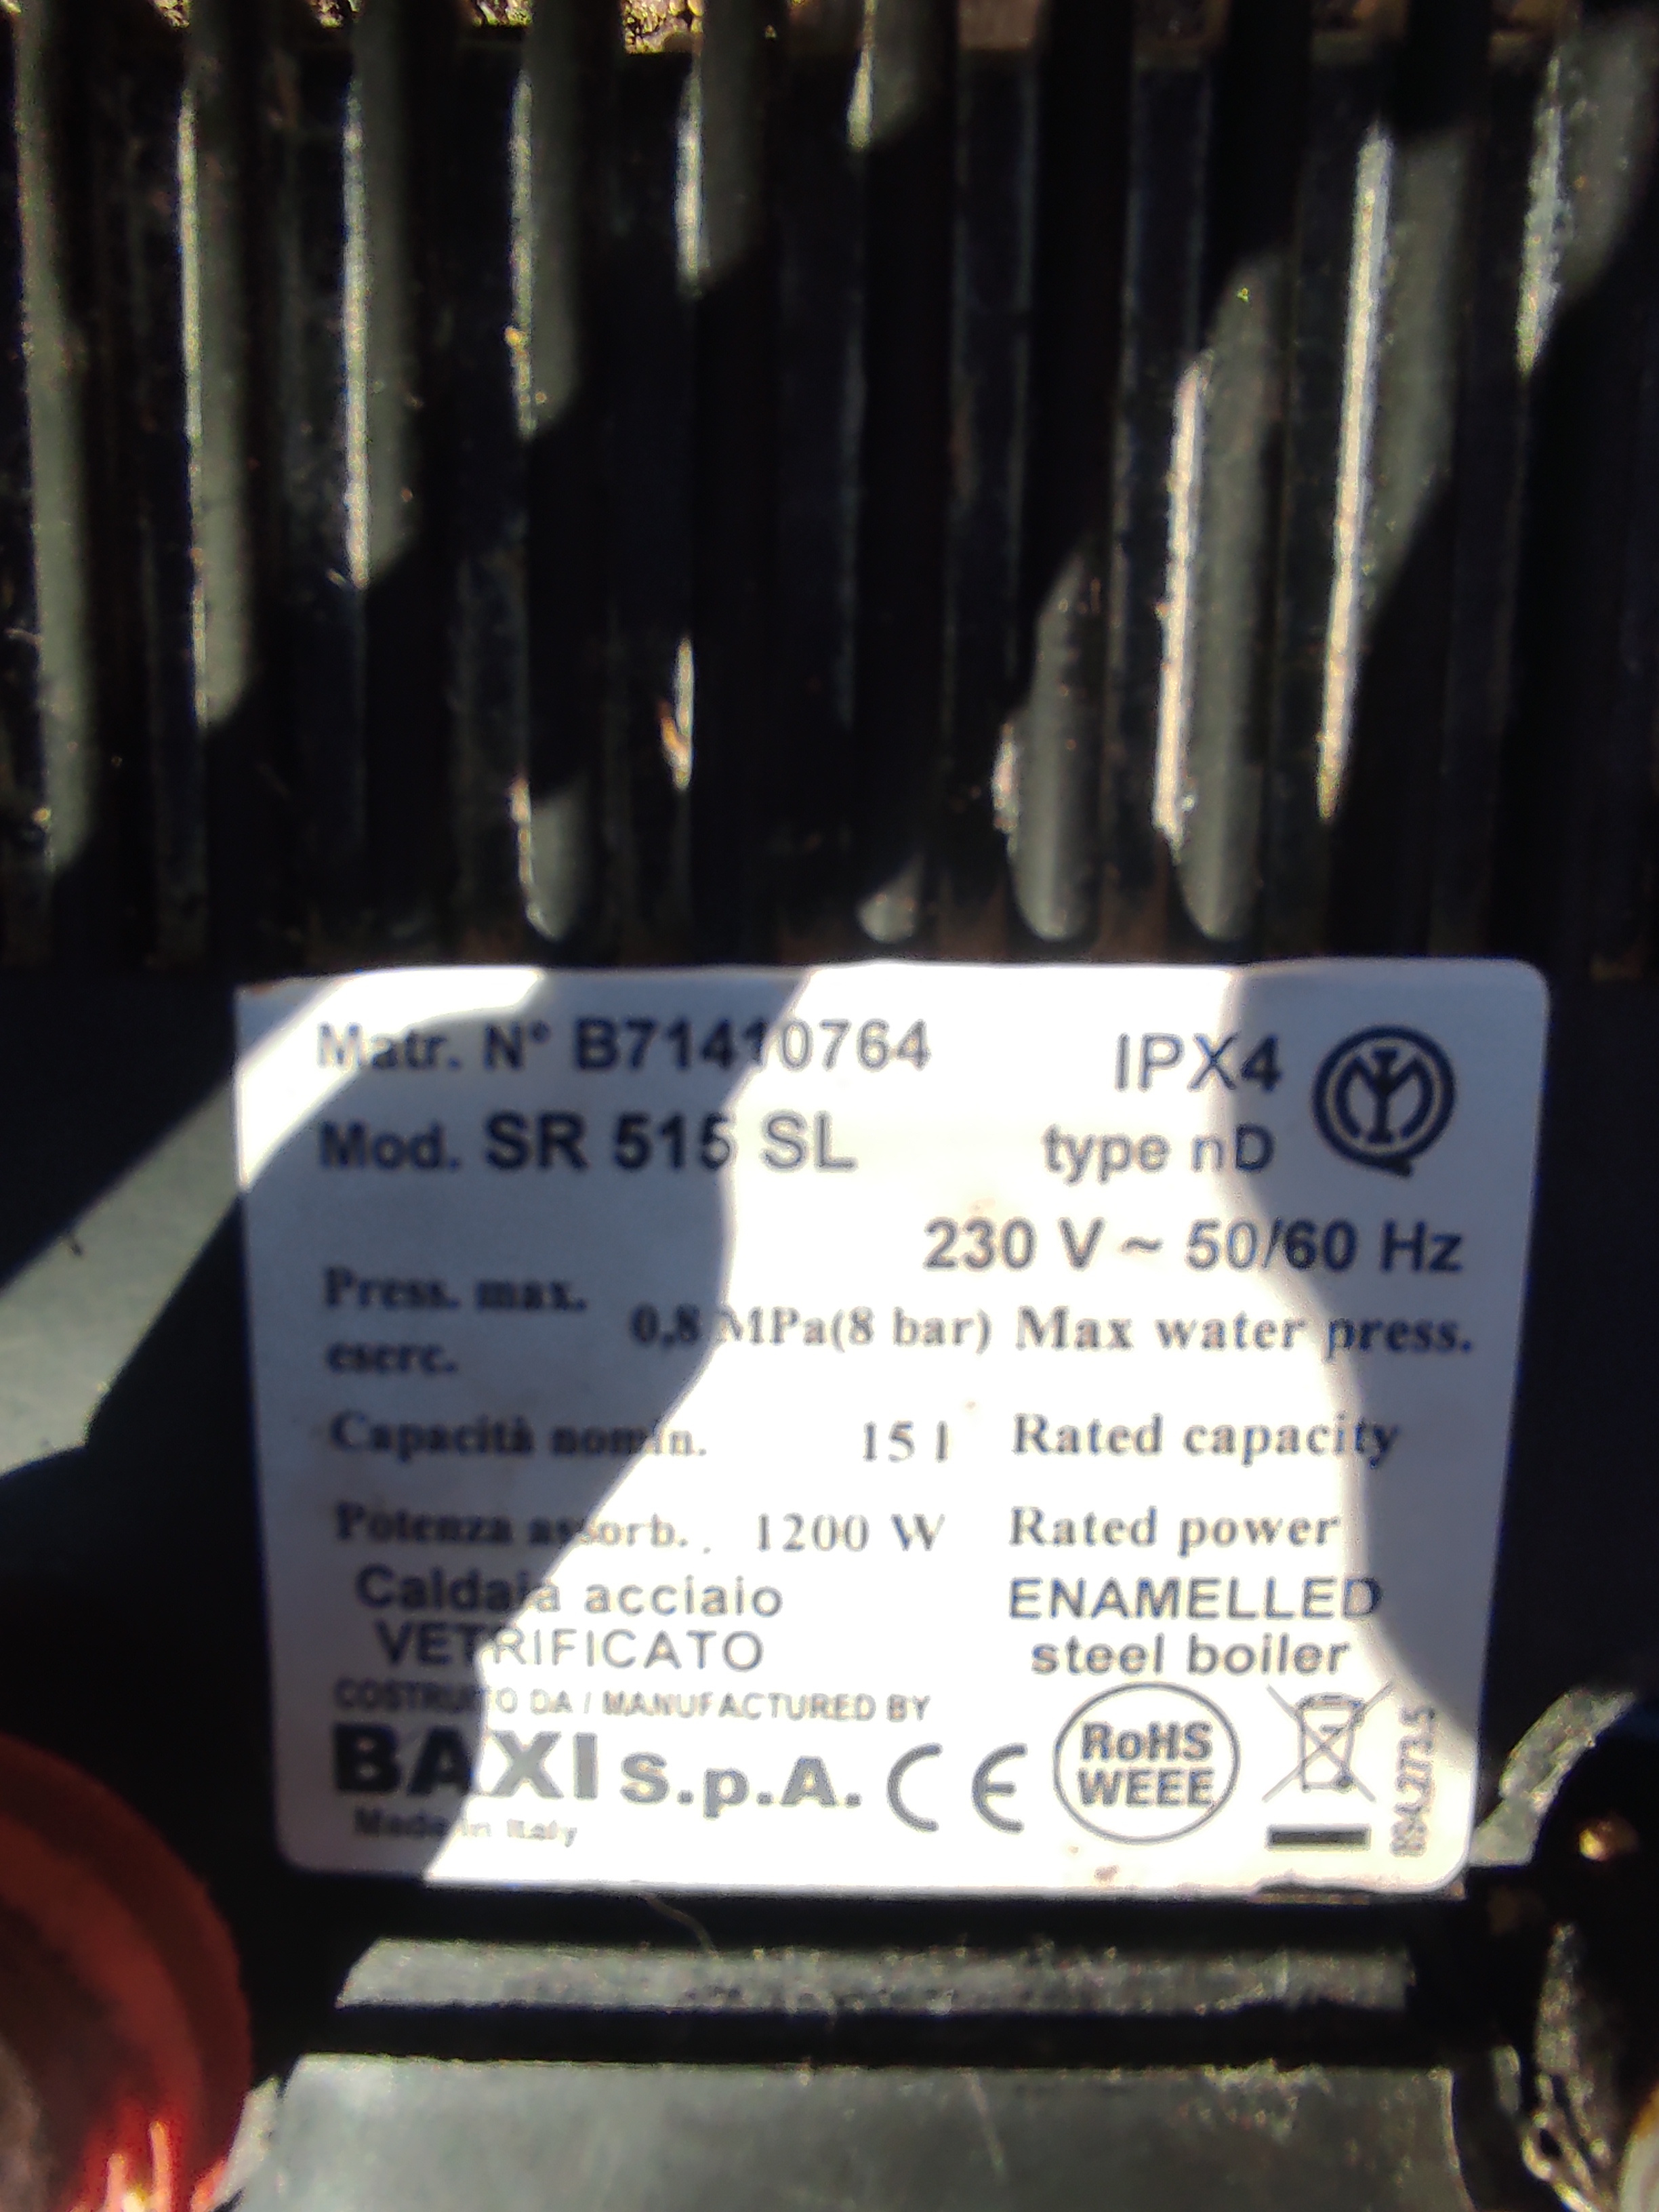 Matr. N° B71410764
IPX4
Mod. SR 515 SL
type nD
230 V ~ 50/60 Hz
Press. max. eserc. 0,8 MPa(8 bar) Max water press.
Capacità nomin. 15 l Rated capacity
Potenza assorb. . 1200 W Rated power
Caldaia acciaio
VETRIFICATO
ENAMELLED
steel boiler
COSTRUITO DA / MANUFACTURED BY
BAXI S.p.A. CE
Made in Italy
RoHS
WEEE